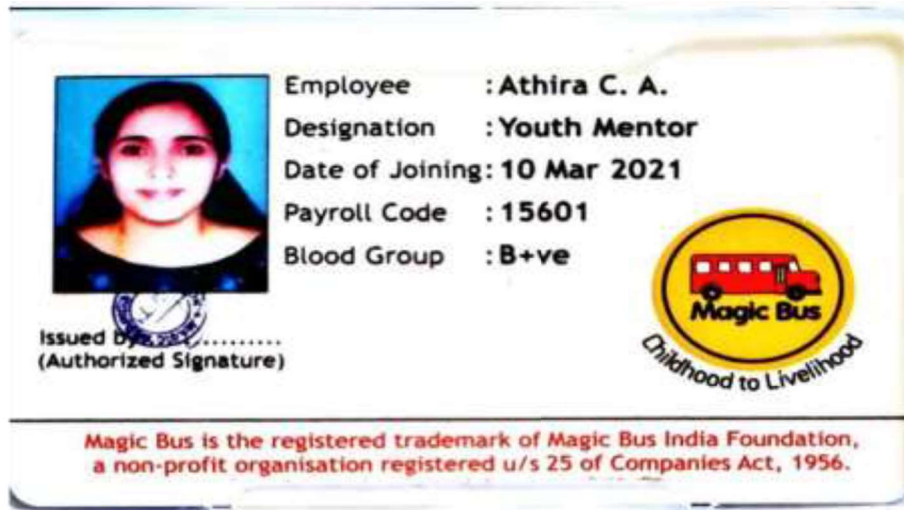 Employee : Athira C. A.
Designation : Youth Mentor
Date of Joining: 10 Mar 2021
Payroll Code : 15601
Blood Group : B+ve
Issued by..........
(Authorized Signature)
Magic Bus
Childhood to Livelihood
Magic Bus is the registered trademark of Magic Bus India Foundation,
a non-profit organisation registered u/s 25 of Companies Act, 1956.